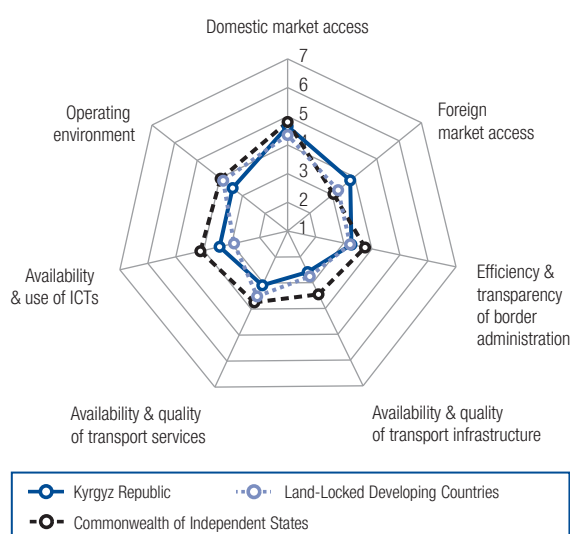 Domestic market access
7
6
5
4
3
2
1
Operating
environment
Foreign
market access
Availability
& use of ICTs
Efficiency &
transparency
of border
administration
Availability & quality
of transport services
Availability & quality
of transport infrastructure
Kyrgyz Republic
Land-Locked Developing Countries
Commonwealth of Independent States